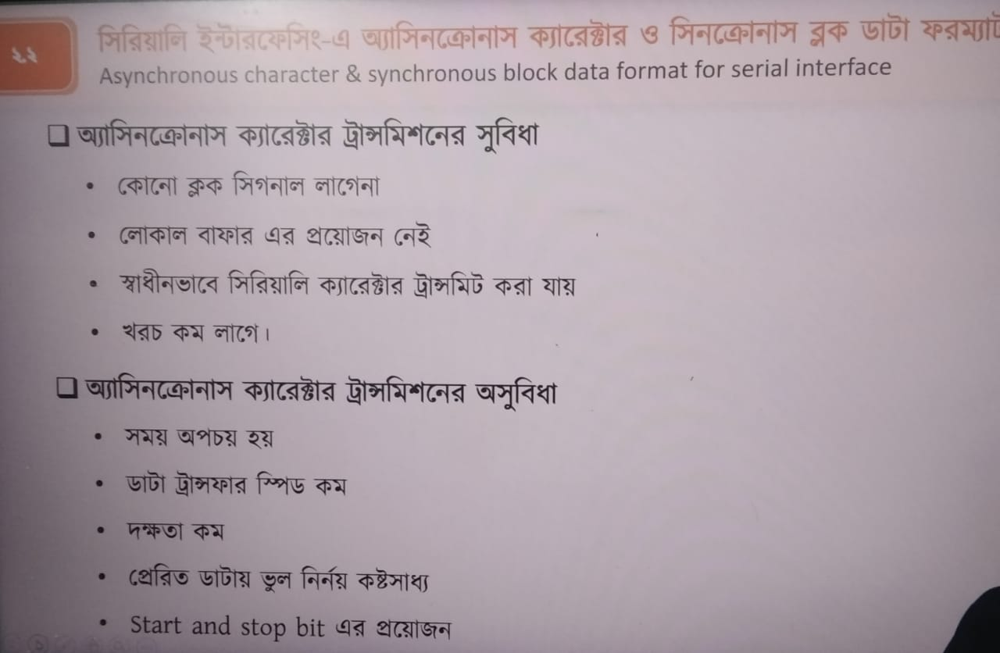 ২২
সিরিয়ালি ইন্টারফেসিং-এ অ্যাসিনক্রোনাস ক্যারেক্টার ও সিনক্রোনাস ব্লক ডাটা ফরম্যাট
Asynchronous character & synchronous block data format for serial interface
❑ অ্যাসিনক্রোনাস ক্যারেক্টার ট্রান্সমিশনের সুবিধা
• কোনো ক্লক সিগনাল লাগেনা
• লোকাল বাফার এর প্রয়োজন নেই
• স্বাধীনভাবে সিরিয়ালি ক্যারেক্টার ট্রান্সমিট করা যায়
• খরচ কম লাগে।
❑ অ্যাসিনক্রোনাস ক্যারেক্টার ট্রান্সমিশনের অসুবিধা
• সময় অপচয় হয়
• ডাটা ট্রান্সফার স্পিড কম
• দক্ষতা কম
• প্রেরিত ডাটায় ভুল নির্নয় কষ্টসাধ্য
• Start and stop bit এর প্রয়োজন